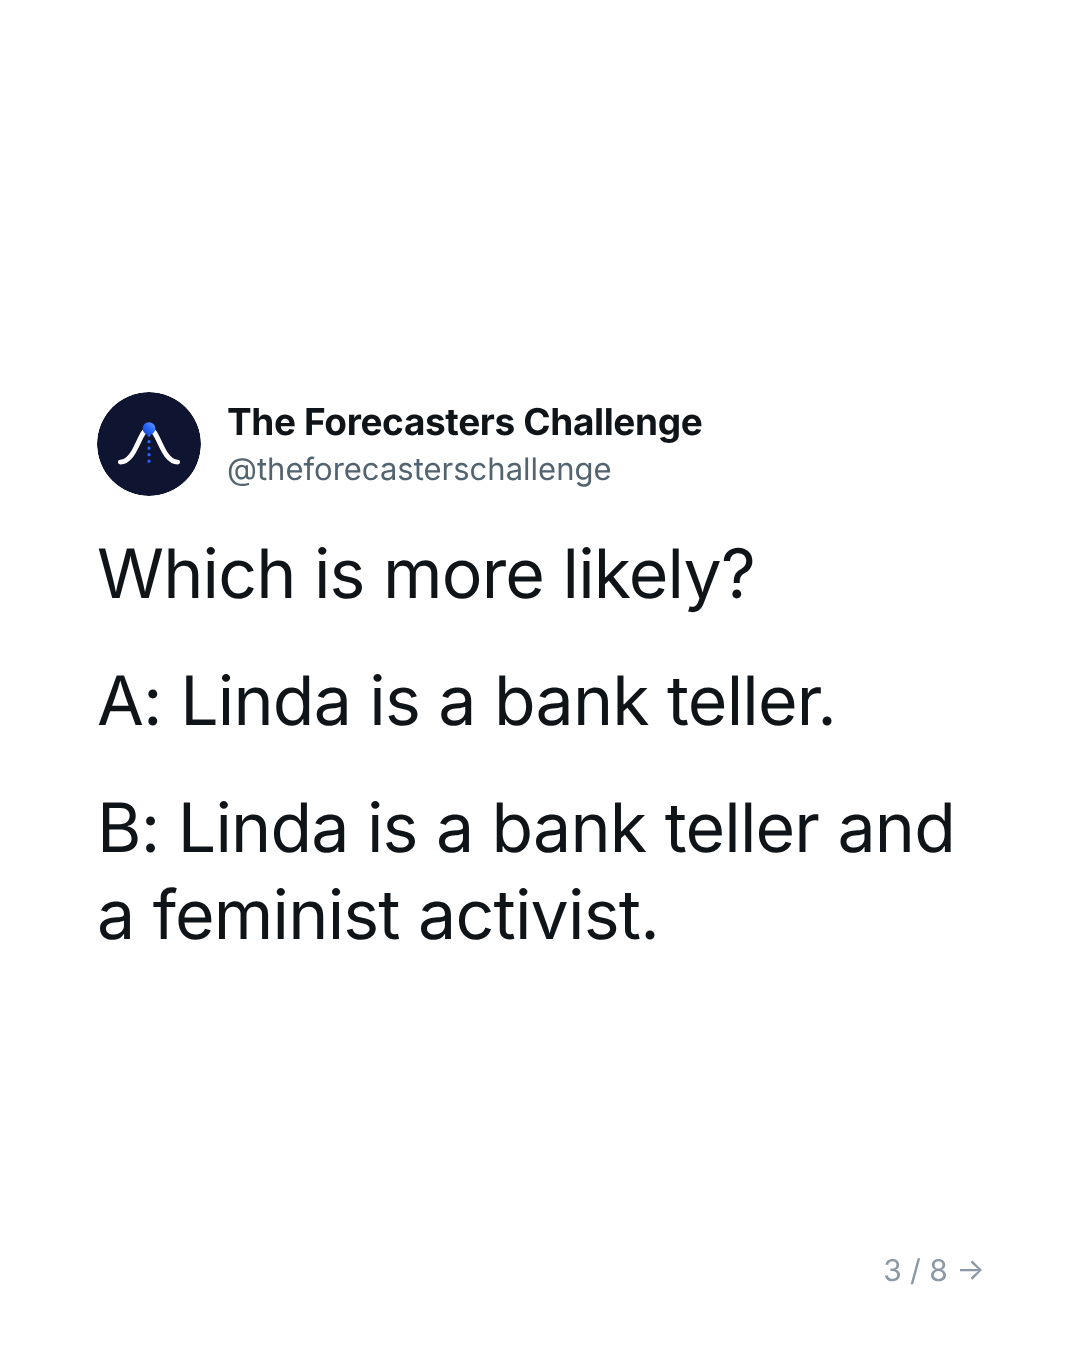 The Forecasters Challenge
@theforecasterschallenge
Which is more likely?
A: Linda is a bank teller.
B: Linda is a bank teller and
a feminist activist.
3 / 8 →